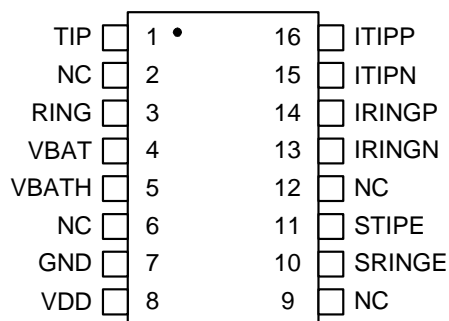 TIP 1 16 ITIPP
NC 2 15 ITIPN
RING 3 14 IRINGP
VBAT 4 13 IRINGN
VBATH 5 12 NC
NC 6 11 STIPE
GND 7 10 SRINGE
VDD 8 9 NC